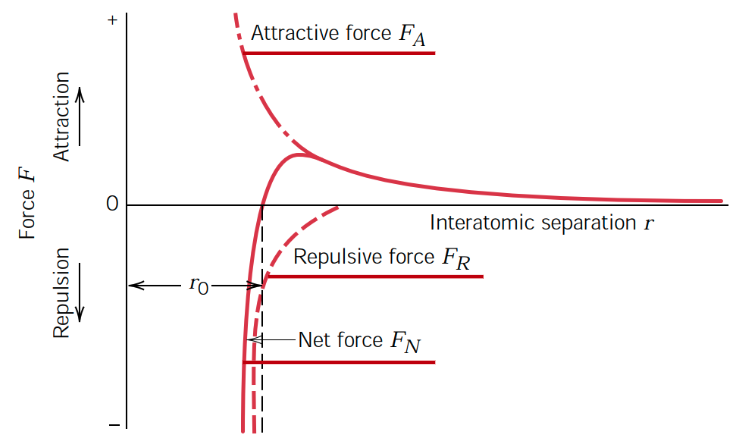 +
Attractive force F_A
Attraction
Force F
0
Interatomic separation r
Repulsive force F_R
r_0
Repulsion
Net force F_N
–